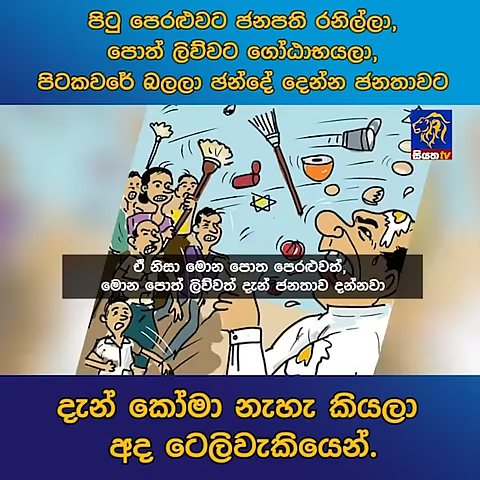 පිටු පෙරළුවට ජනපති රනිල්ලා,
පොත් ලිව්වට ගෝඨාභයලා,
පිටකවරේ බලලා ඡන්දේ දෙන්න ජනතාවට
සියත tv
ඒ නිසා මොන පොත පෙරළුවත්,
මොන පොත් ලිව්වත් දැන් ජනතාව දන්නවා
දැන් කෝමා නැහැ කියලා
අද ටෙලිවැකියෙන්.